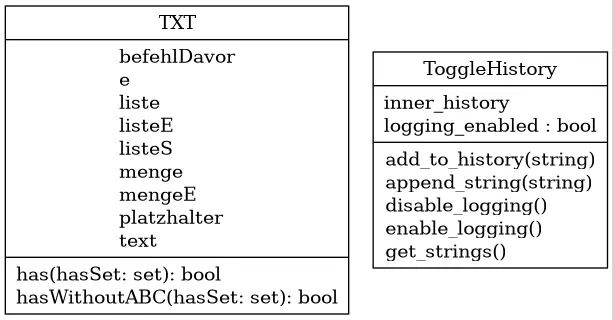 TXT
befehlDavor
e
liste
listeE
listeS
menge
mengeE
platzhalter
text
has(hasSet: set): bool
hasWithoutABC(hasSet: set): bool
ToggleHistory
inner_history
logging_enabled : bool
add_to_history(string)
append_string(string)
disable_logging()
enable_logging()
get_strings()